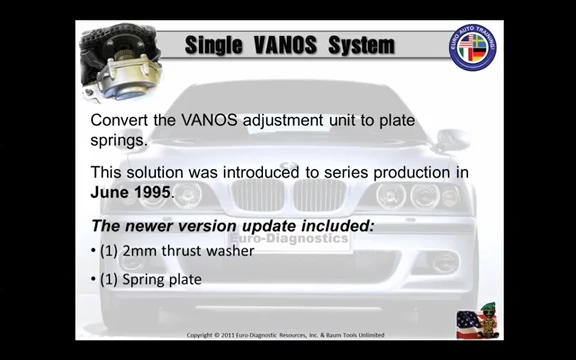 Single VANOS System
EURO AUTO TRAINING
Convert the VANOS adjustment unit to plate
springs.
This solution was introduced to series production in
June 1995.
The newer version update included:
Euro-Diagnostics
• (1) 2mm thrust washer
• (1) Spring plate
Copyright © 2011 Euro-Diagnostic Resources, Inc. & Baum Tools Unlimited